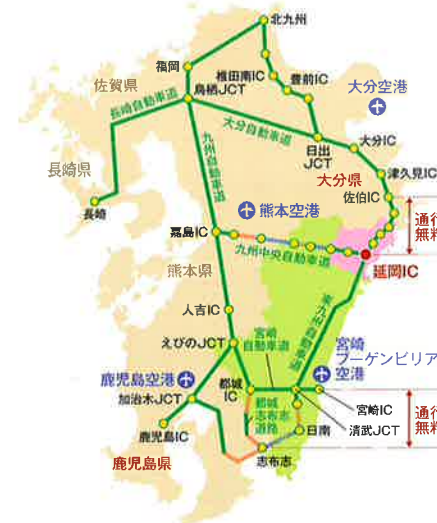 北九州
福岡
椎田南IC
豊前IC
佐賀県
鳥栖JCT
大分空港
長崎自動車道
大分自動車道
大分IC
日出
JCT
長崎県
九州自動車道
大分県
津久見IC
佐伯IC
長崎
熊本空港
通行
無料
嘉島IC
九州中央自動車道
延岡IC
熊本県
東九州自動車道
人吉IC
えびのJCT
宮崎
自動車道
宮崎
ブーゲンビリア
空港
鹿児島空港
都城
IC
加治木JCT
都城
志布志
道路
宮崎IC
通行
無料
鹿児島IC
日南
清武JCT
鹿児島県
志布志